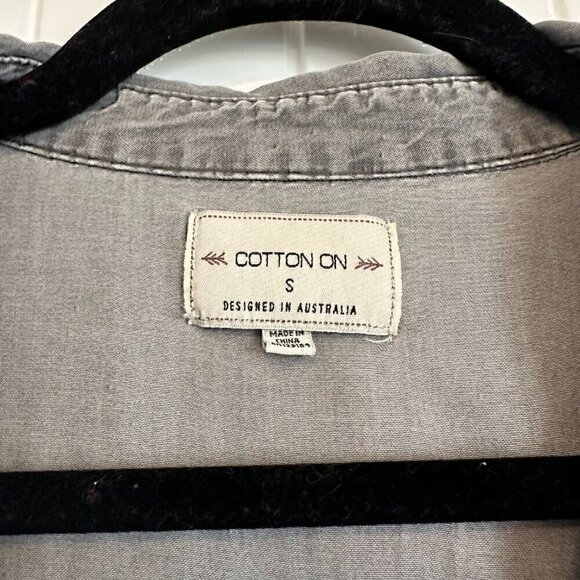 COTTON ON
S
DESIGNED IN AUSTRALIA
MADE IN
CHINA